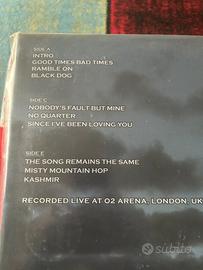 SIDE A
INTRO
GOOD TIMES BAD TIMES
RAMBLE ON
BLACK DOG
SIDE C
NOBODY'S FAULT BUT MINE
NO QUARTER
SINCE I'VE BEEN LOVING YOU
SIDE E
THE SONG REMAINS THE SAME
MISTY MOUNTAIN HOP
KASHMIR
RECORDED LIVE AT O2 ARENA, LONDON, UK
subito